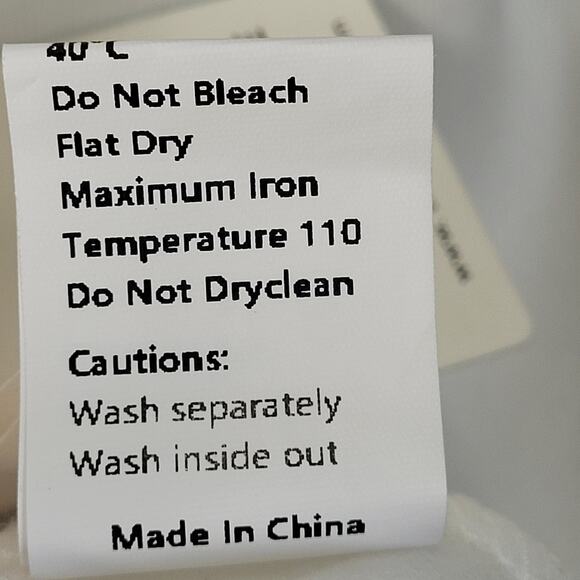 40°C
Do Not Bleach
Flat Dry
Maximum Iron
Temperature 110
Do Not Dryclean
Cautions:
Wash separately
Wash inside out
Made In China